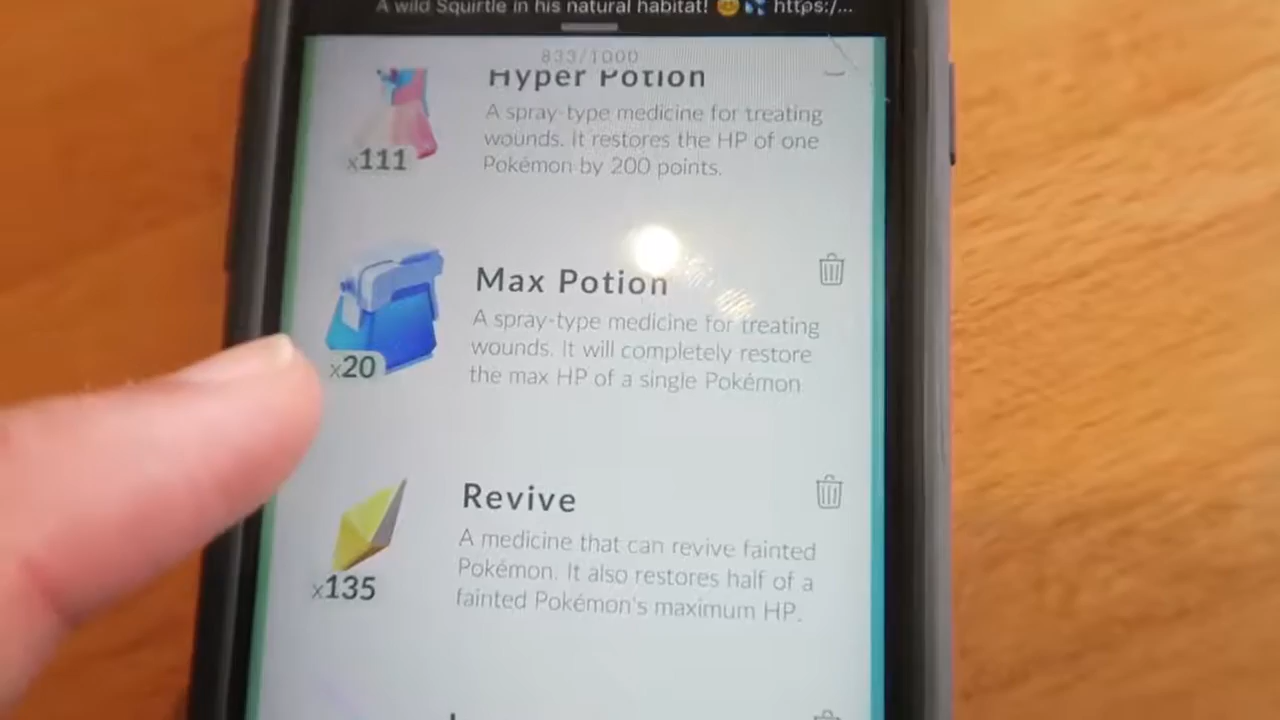 A wild Squirtle in his natural habitat! 😊💦 https:/...
833/1000
Hyper Potion
A spray-type medicine for treating
wounds. It restores the HP of one
Pokémon by 200 points.
x111
Max Potion
A spray-type medicine for treating
wounds. It will completely restore
the max HP of a single Pokémon
x20
Revive
A medicine that can revive fainted
Pokémon. It also restores half of a
fainted Pokémon's maximum HP.
x135